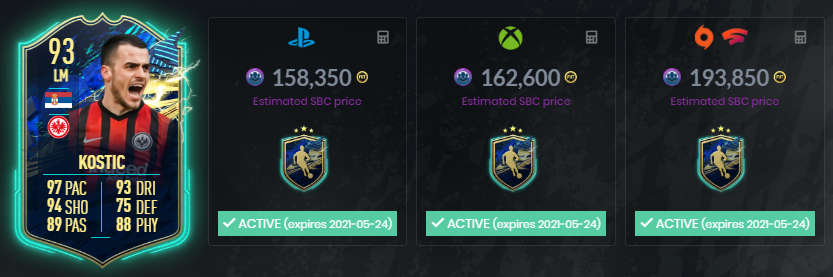 93
LM
KOSTIC
97 PAC 93 DRI
94 SHO 75 DEF
89 PAS 88 PHY
158,350
Estimated SBC price
ACTIVE (expires 2021-05-24)
162,600
Estimated SBC price
ACTIVE (expires 2021-05-24)
193,850
Estimated SBC price
ACTIVE (expires 2021-05-24)